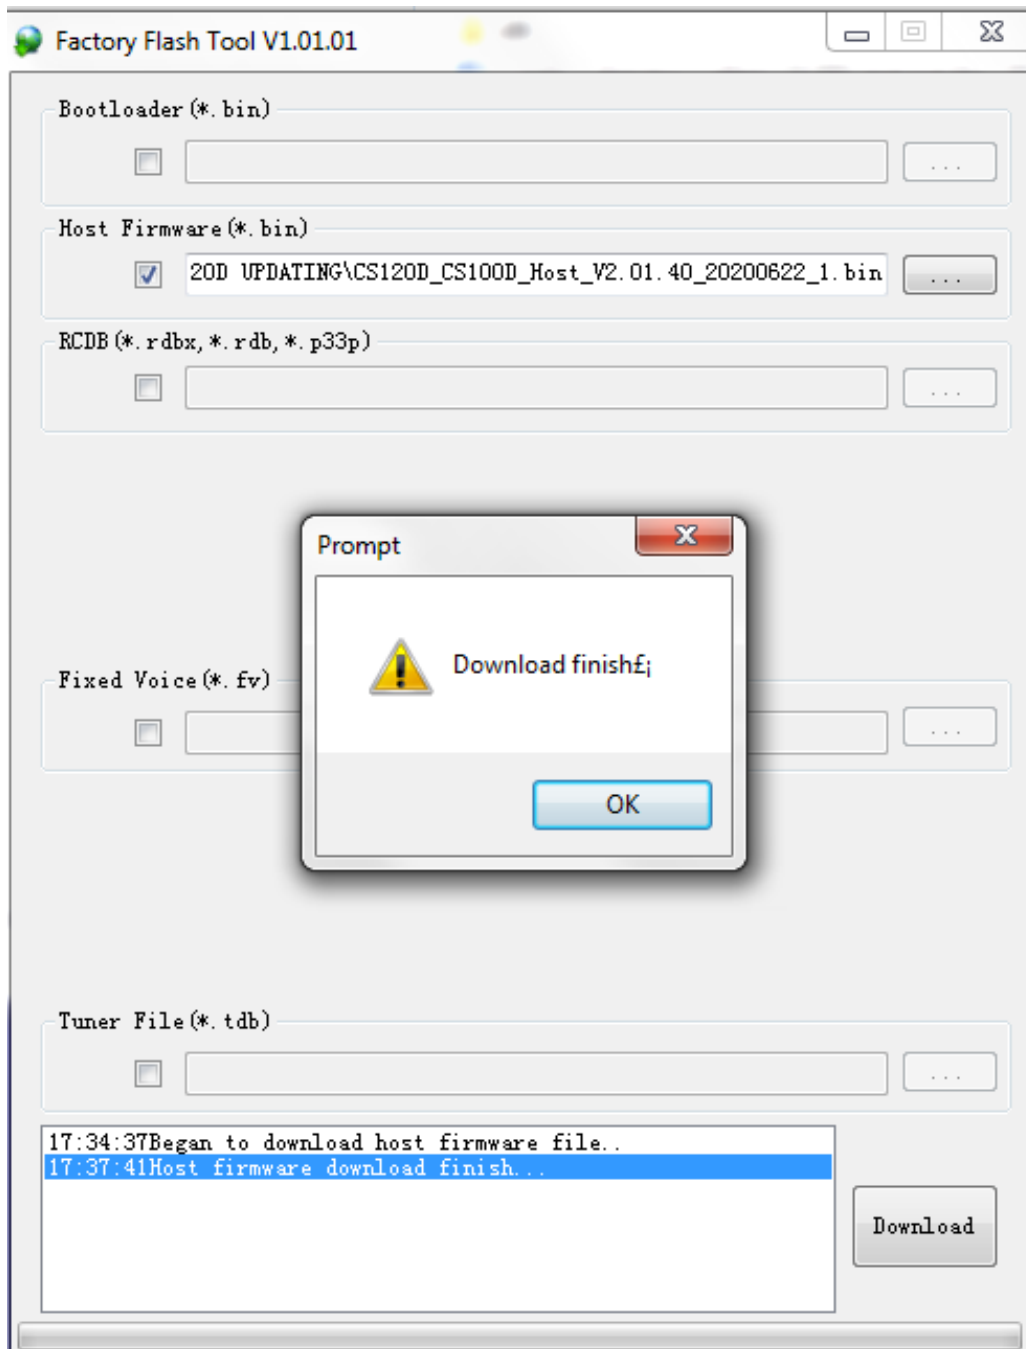 Factory Flash Tool V1.01.01
Bootloader(*.bin)
...
Host Firmware(*.bin)
20D UPDATING\CS120D_CS100D_Host_V2.01.40_20200622_1.bin
...
RCDB(*.rdbx,*.rdb,*.p33p)
...
Prompt
Download finish£¡
OK
Fixed Voice(*.fv)
...
Tuner File(*.tdb)
...
17:34:37Began to download host firmware file..
17:37:41Host firmware download finish...
Download